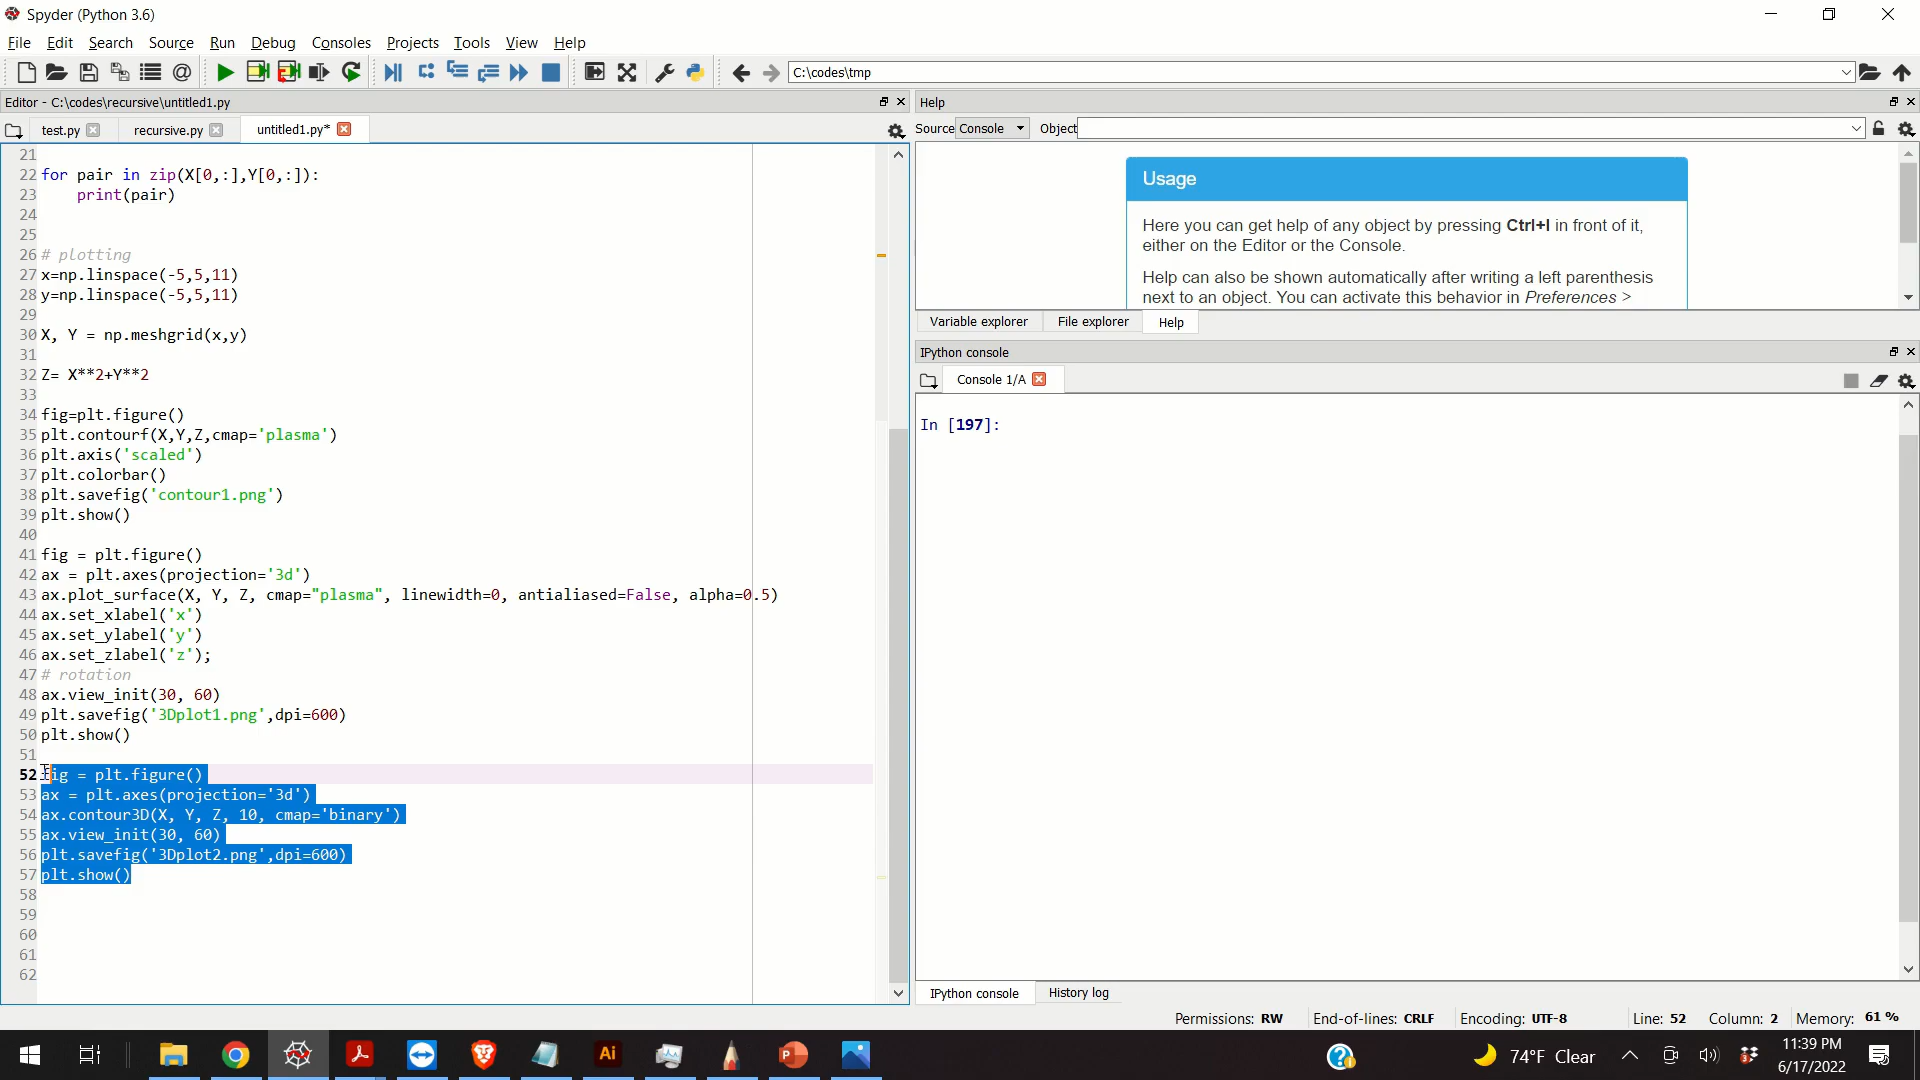 Spyder (Python 3.6)
File Edit Search Source Run Debug Consoles Projects Tools View Help
C:\codes\tmp
Editor - C:\codes\recursive\untitled1.py
test.py recursive.py untitled1.py*
21
22 for pair in zip(X[0,:],Y[0,:]):
23     print(pair)
24
25
26 # plotting
27 x=np.linspace(-5,5,11)
28 y=np.linspace(-5,5,11)
29
30 X, Y = np.meshgrid(x,y)
31
32 Z= X**2+Y**2
33
34 fig=plt.figure()
35 plt.contourf(X,Y,Z,cmap='plasma')
36 plt.axis('scaled')
37 plt.colorbar()
38 plt.savefig('contour1.png')
39 plt.show()
40
41 fig = plt.figure()
42 ax = plt.axes(projection='3d')
43 ax.plot_surface(X, Y, Z, cmap="plasma", linewidth=0, antialiased=False, alpha=0.5)
44 ax.set_xlabel('x')
45 ax.set_ylabel('y')
46 ax.set_zlabel('z');
47 # rotation
48 ax.view_init(30, 60)
49 plt.savefig('3Dplot1.png',dpi=600)
50 plt.show()
51
52 fig = plt.figure()
53 ax = plt.axes(projection='3d')
54 ax.contour3D(X, Y, Z, 10, cmap='binary')
55 ax.view_init(30, 60)
56 plt.savefig('3Dplot2.png',dpi=600)
57 plt.show()
58
59
60
61
62
Help
Source Console Object
Usage
Here you can get help of any object by pressing Ctrl+I in front of it,
either on the Editor or the Console.
Help can also be shown automatically after writing a left parenthesis
next to an object. You can activate this behavior in Preferences >
Variable explorer File explorer Help
IPython console
Console 1/A
In [197]:
IPython console History log
Permissions: RW End-of-lines: CRLF Encoding: UTF-8 Line: 52 Column: 2 Memory: 61 %
Ai
P
3
74°F Clear
11:39 PM
6/17/2022